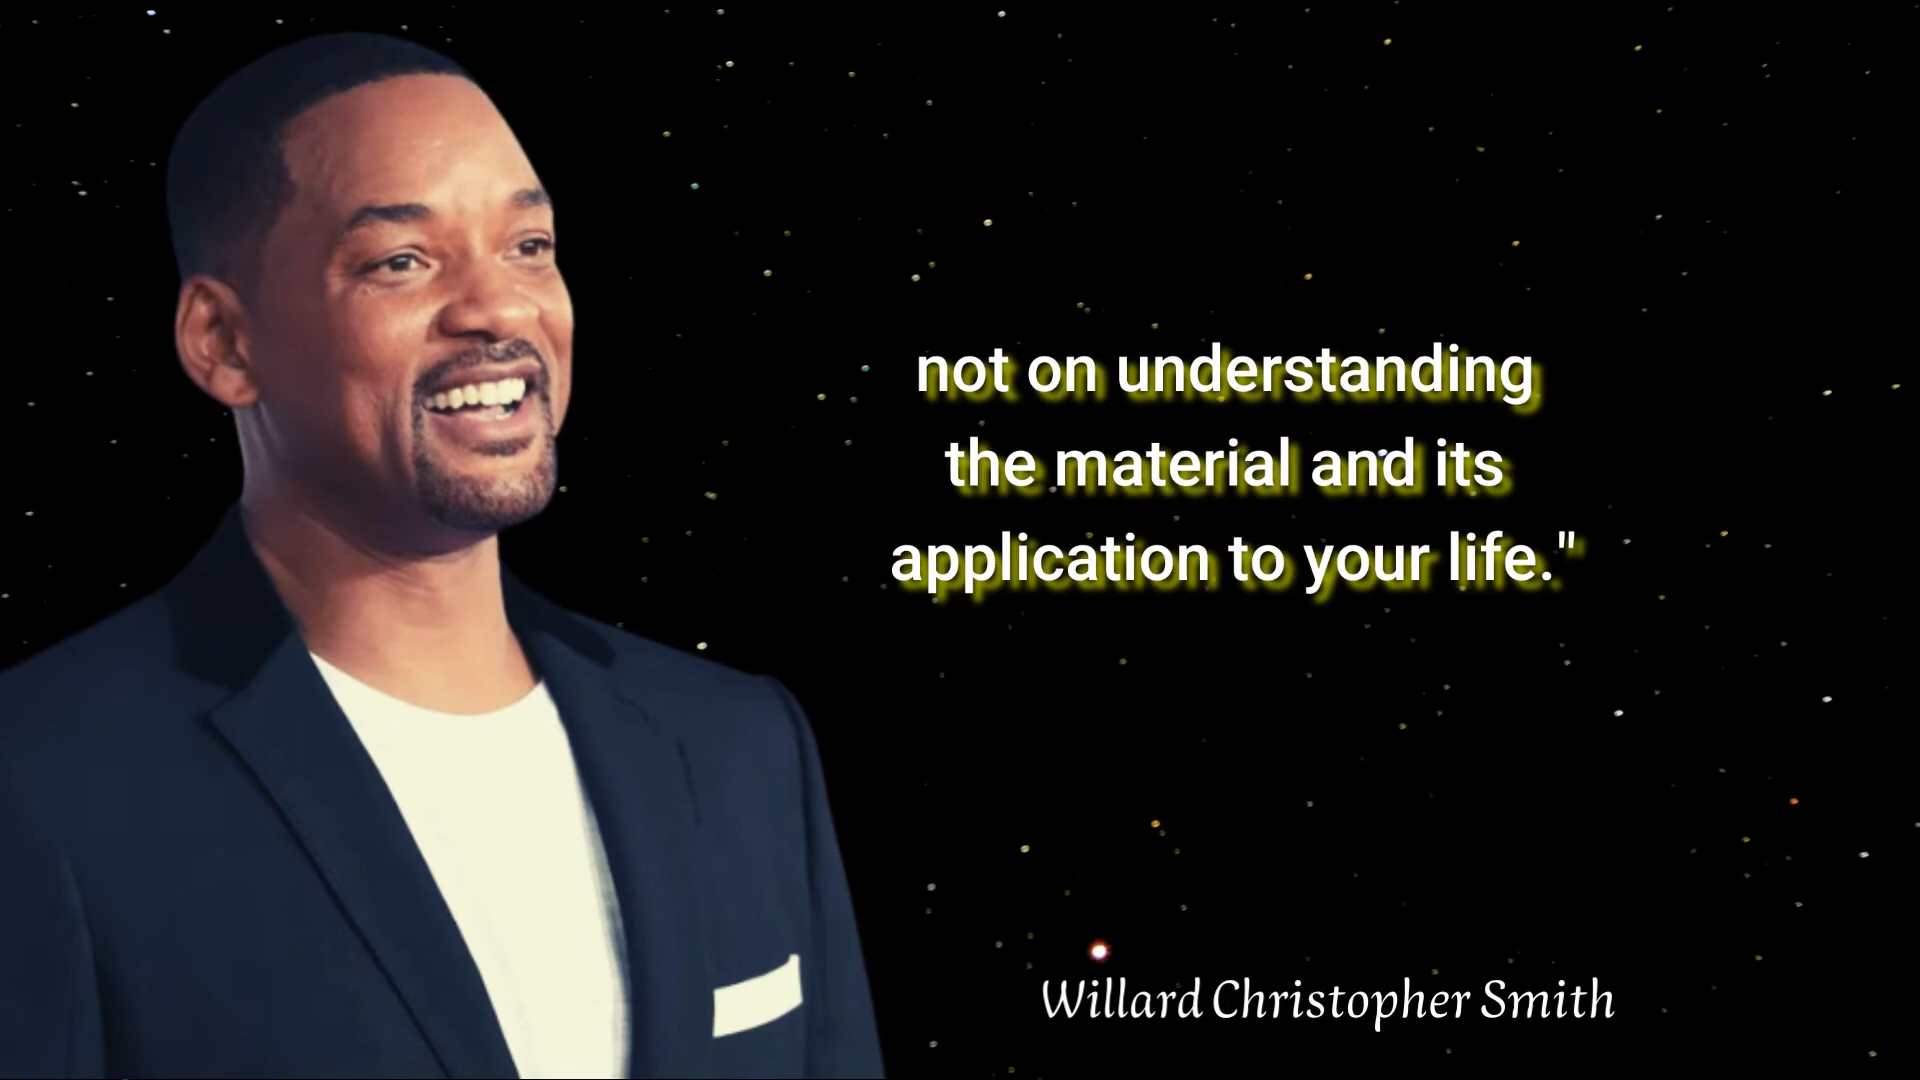 not on understanding
the material and its
application to your life."
Willard Christopher Smith